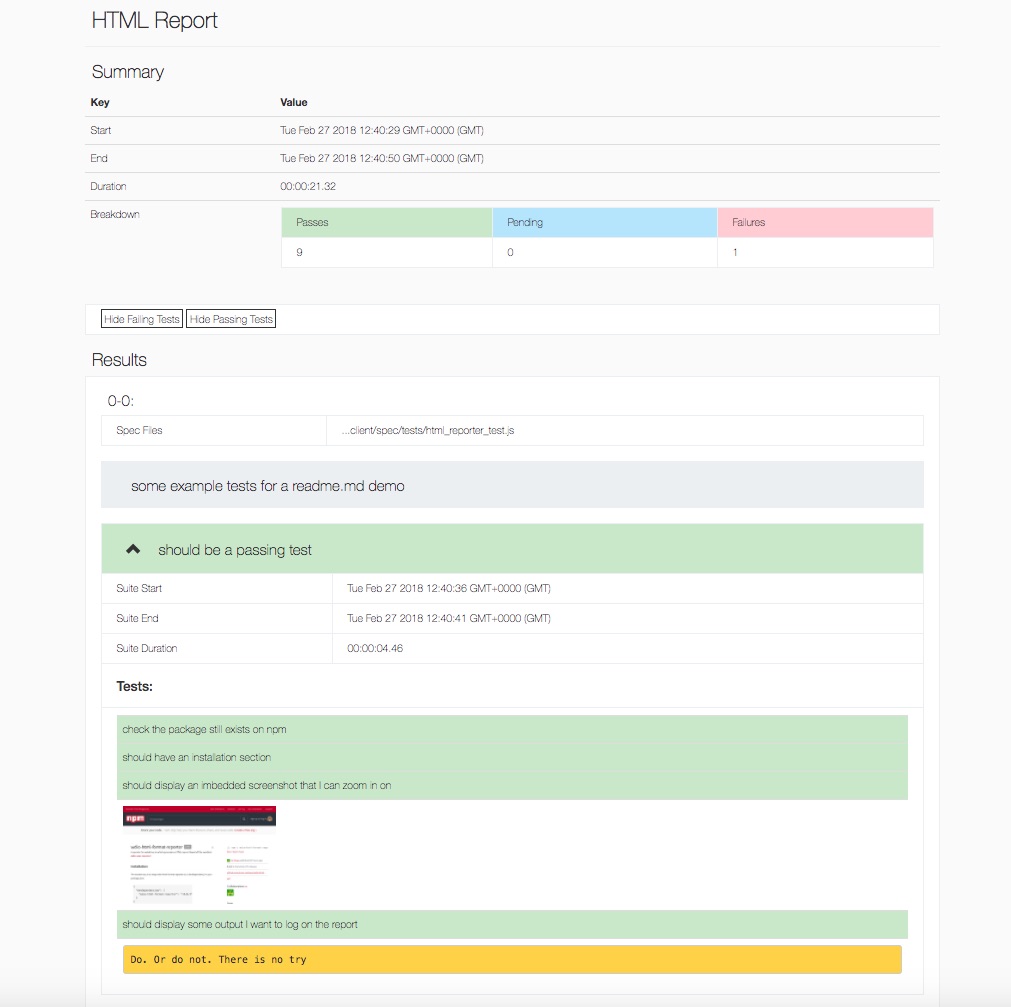 HTML Report
Summary
Key Value
Start Tue Feb 27 2018 12:40:29 GMT+0000 (GMT)
End Tue Feb 27 2018 12:40:50 GMT+0000 (GMT)
Duration 00:00:21.32
Breakdown Passes Pending Failures
9 0 1
Hide Failing Tests Hide Passing Tests
Results
0-0:
Spec Files ...client/spec/tests/html_reporter_test.js
some example tests for a readme.md demo
should be a passing test
Suite Start Tue Feb 27 2018 12:40:36 GMT+0000 (GMT)
Suite End Tue Feb 27 2018 12:40:41 GMT+0000 (GMT)
Suite Duration 00:00:04.46
Tests:
check the package still exists on npm
should have an installation section
should display an imbedded screenshot that I can zoom in on
npm
wdio-html-format-reporter
Installation
should display some output I want to log on the report
Do. Or do not. There is no try